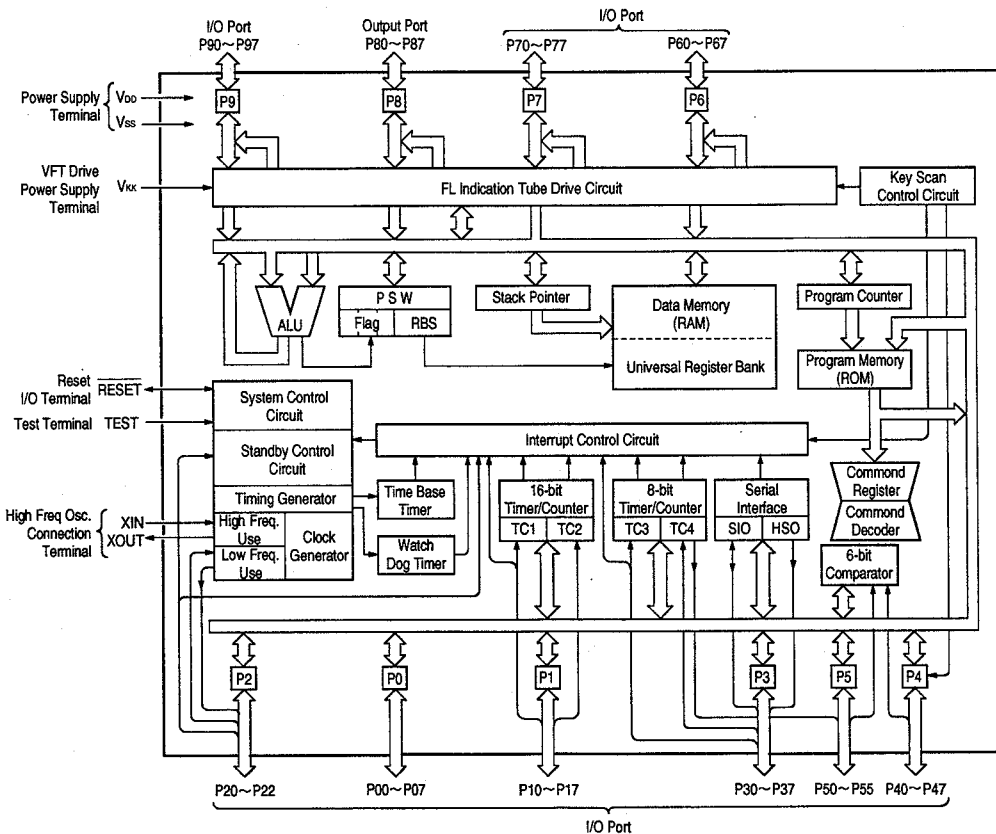 I/O Port
P90~P97
Output Port
P80~P87
I/O Port
P70~P77
P60~P67
Power Supply Terminal
VDD
VSS
P9
P8
P7
P6
VFT Drive
Power Supply
Terminal
VKK
FL Indication Tube Drive Circuit
Key Scan
Control Circuit
ALU
P S W
Flag
RBS
Stack Pointer
Data Memory
(RAM)
Universal Register Bank
Program Counter
Program Memory
(ROM)
Reset
I/O Terminal
RESET
Test Terminal
TEST
System Control
Circuit
Standby Control
Circuit
Timing Generator
High Freq.
Use
Low Freq.
Use
Clock
Generator
High Freq Osc.
Connection
Terminal
XIN
XOUT
Interrupt Control Circuit
Time Base
Timer
Watch
Dog Timer
16-bit
Timer/Counter
TC1
TC2
8-bit
Timer/Counter
TC3
TC4
Serial
Interface
SIO
HSO
Commond
Register
Commond
Decoder
6-bit
Comparator
P2
P0
P1
P3
P5
P4
P20~P22
P00~P07
P10~P17
P30~P37
P50~P55
P40~P47
I/O Port